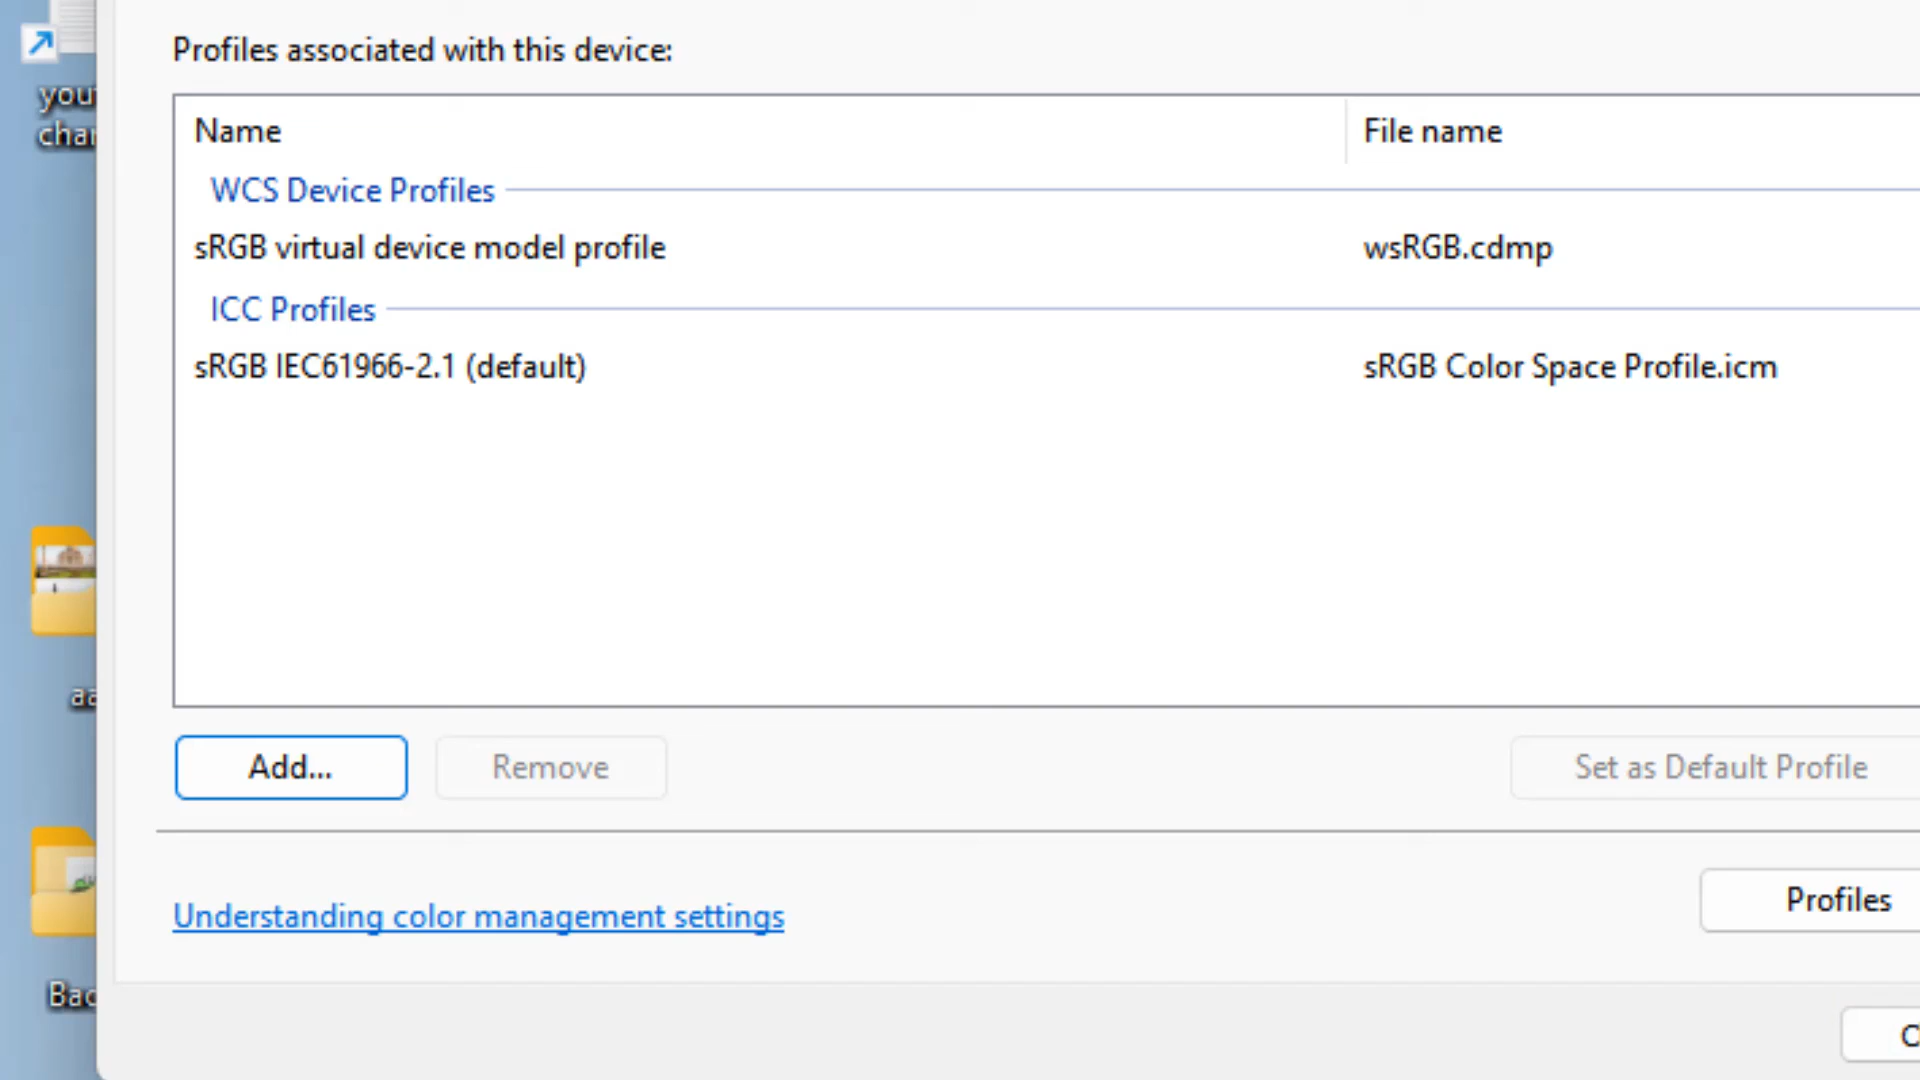 Profiles associated with this device:
Name File name
WCS Device Profiles
sRGB virtual device model profile wsRGB.cdmp
ICC Profiles
sRGB IEC61966-2.1 (default) sRGB Color Space Profile.icm
Add... Remove Set as Default Profile
Understanding color management settings
Profiles